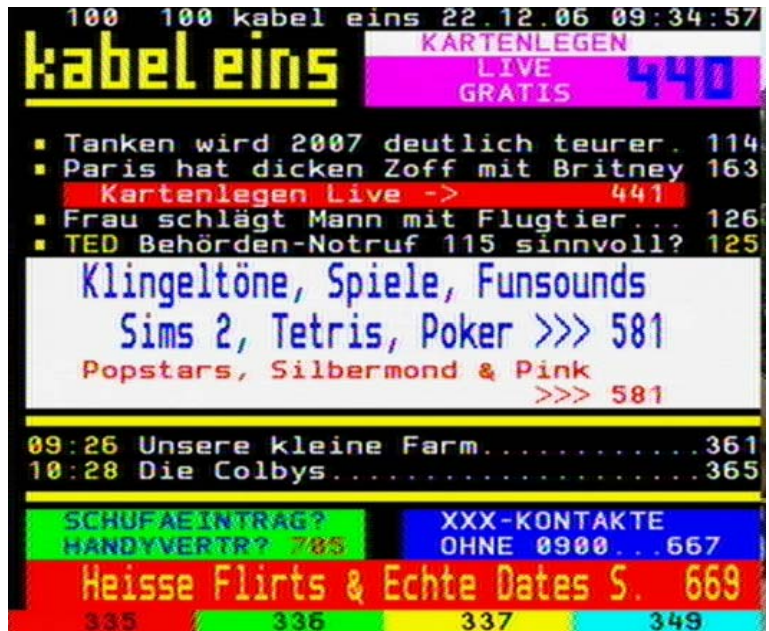 100 100 kabel eins 22.12.06 09:34:57
kabel eins
KARTENLEGEN
LIVE
GRATIS
440
Tanken wird 2007 deutlich teurer. 114
Paris hat dicken Zoff mit Britney 163
Kartenlegen Live -> 441
Frau schlägt Mann mit Flugtier... 126
TED Behörden-Notruf 115 sinnvoll? 125
Klingeltöne, Spiele, Funsounds
Sims 2, Tetris, Poker >>> 581
Popstars, Silbermond & Pink
>>> 581
09:26 Unsere kleine Farm.............361
10:28 Die Colbys.....................365
SCHUFAEINTRAG?
HANDYVERTR? 785
XXX-KONTAKTE
OHNE 0900...667
Heisse Flirts & Echte Dates S. 669
335 336 337 349